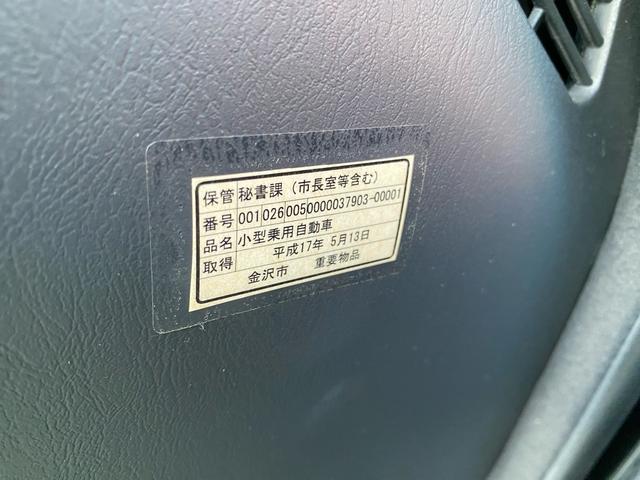 保管 秘書課（市長室等含む）
番号 001 026 0050000037903-00001
品名 小型乗用自動車
取得 平成17年 5月13日
金沢市 重要物品